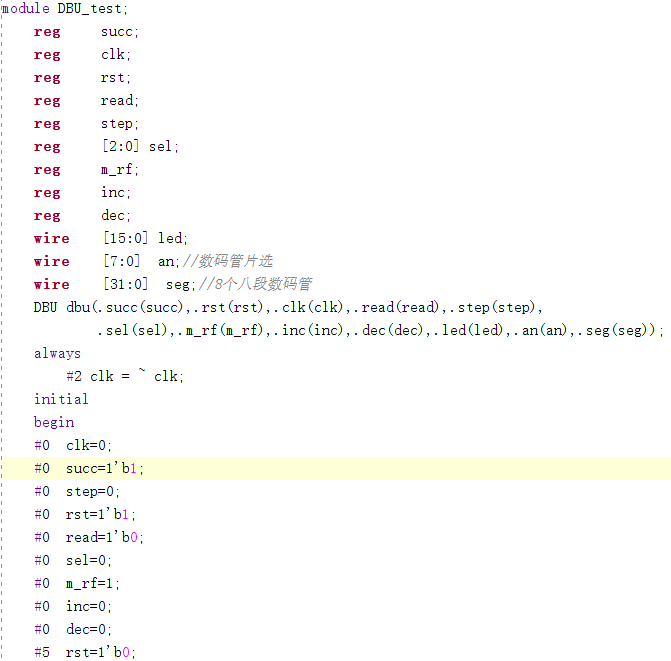 module DBU_test;
reg succ;
reg clk;
reg rst;
reg read;
reg step;
reg [2:0] sel;
reg m_rf;
reg inc;
reg dec;
wire [15:0] led;
wire [7:0] an;//数码管片选
wire [31:0] seg;//8个八段数码管
DBU dbu(.succ(succ),.rst(rst),.clk(clk),.read(read),.step(step),
.sel(sel),.m_rf(m_rf),.inc(inc),.dec(dec),.led(led),.an(an),.seg(seg));
always
#2 clk = ~ clk;
initial
begin
#0 clk=0;
#0 succ=1'b1;
#0 step=0;
#0 rst=1'b1;
#0 read=1'b0;
#0 sel=0;
#0 m_rf=1;
#0 inc=0;
#0 dec=0;
#5 rst=1'b0;